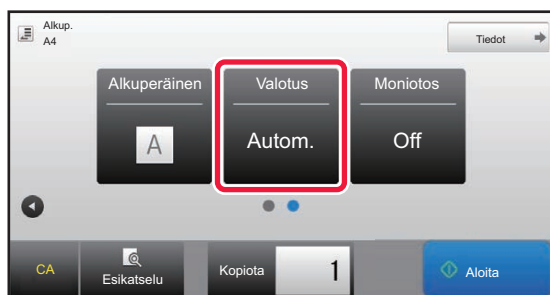 Alkup.
A4
Tiedot
Alkuperäinen
Valotus
Moniotos
A
Autom.
Off
CA
Esikatselu
Kopiota
1
Aloita